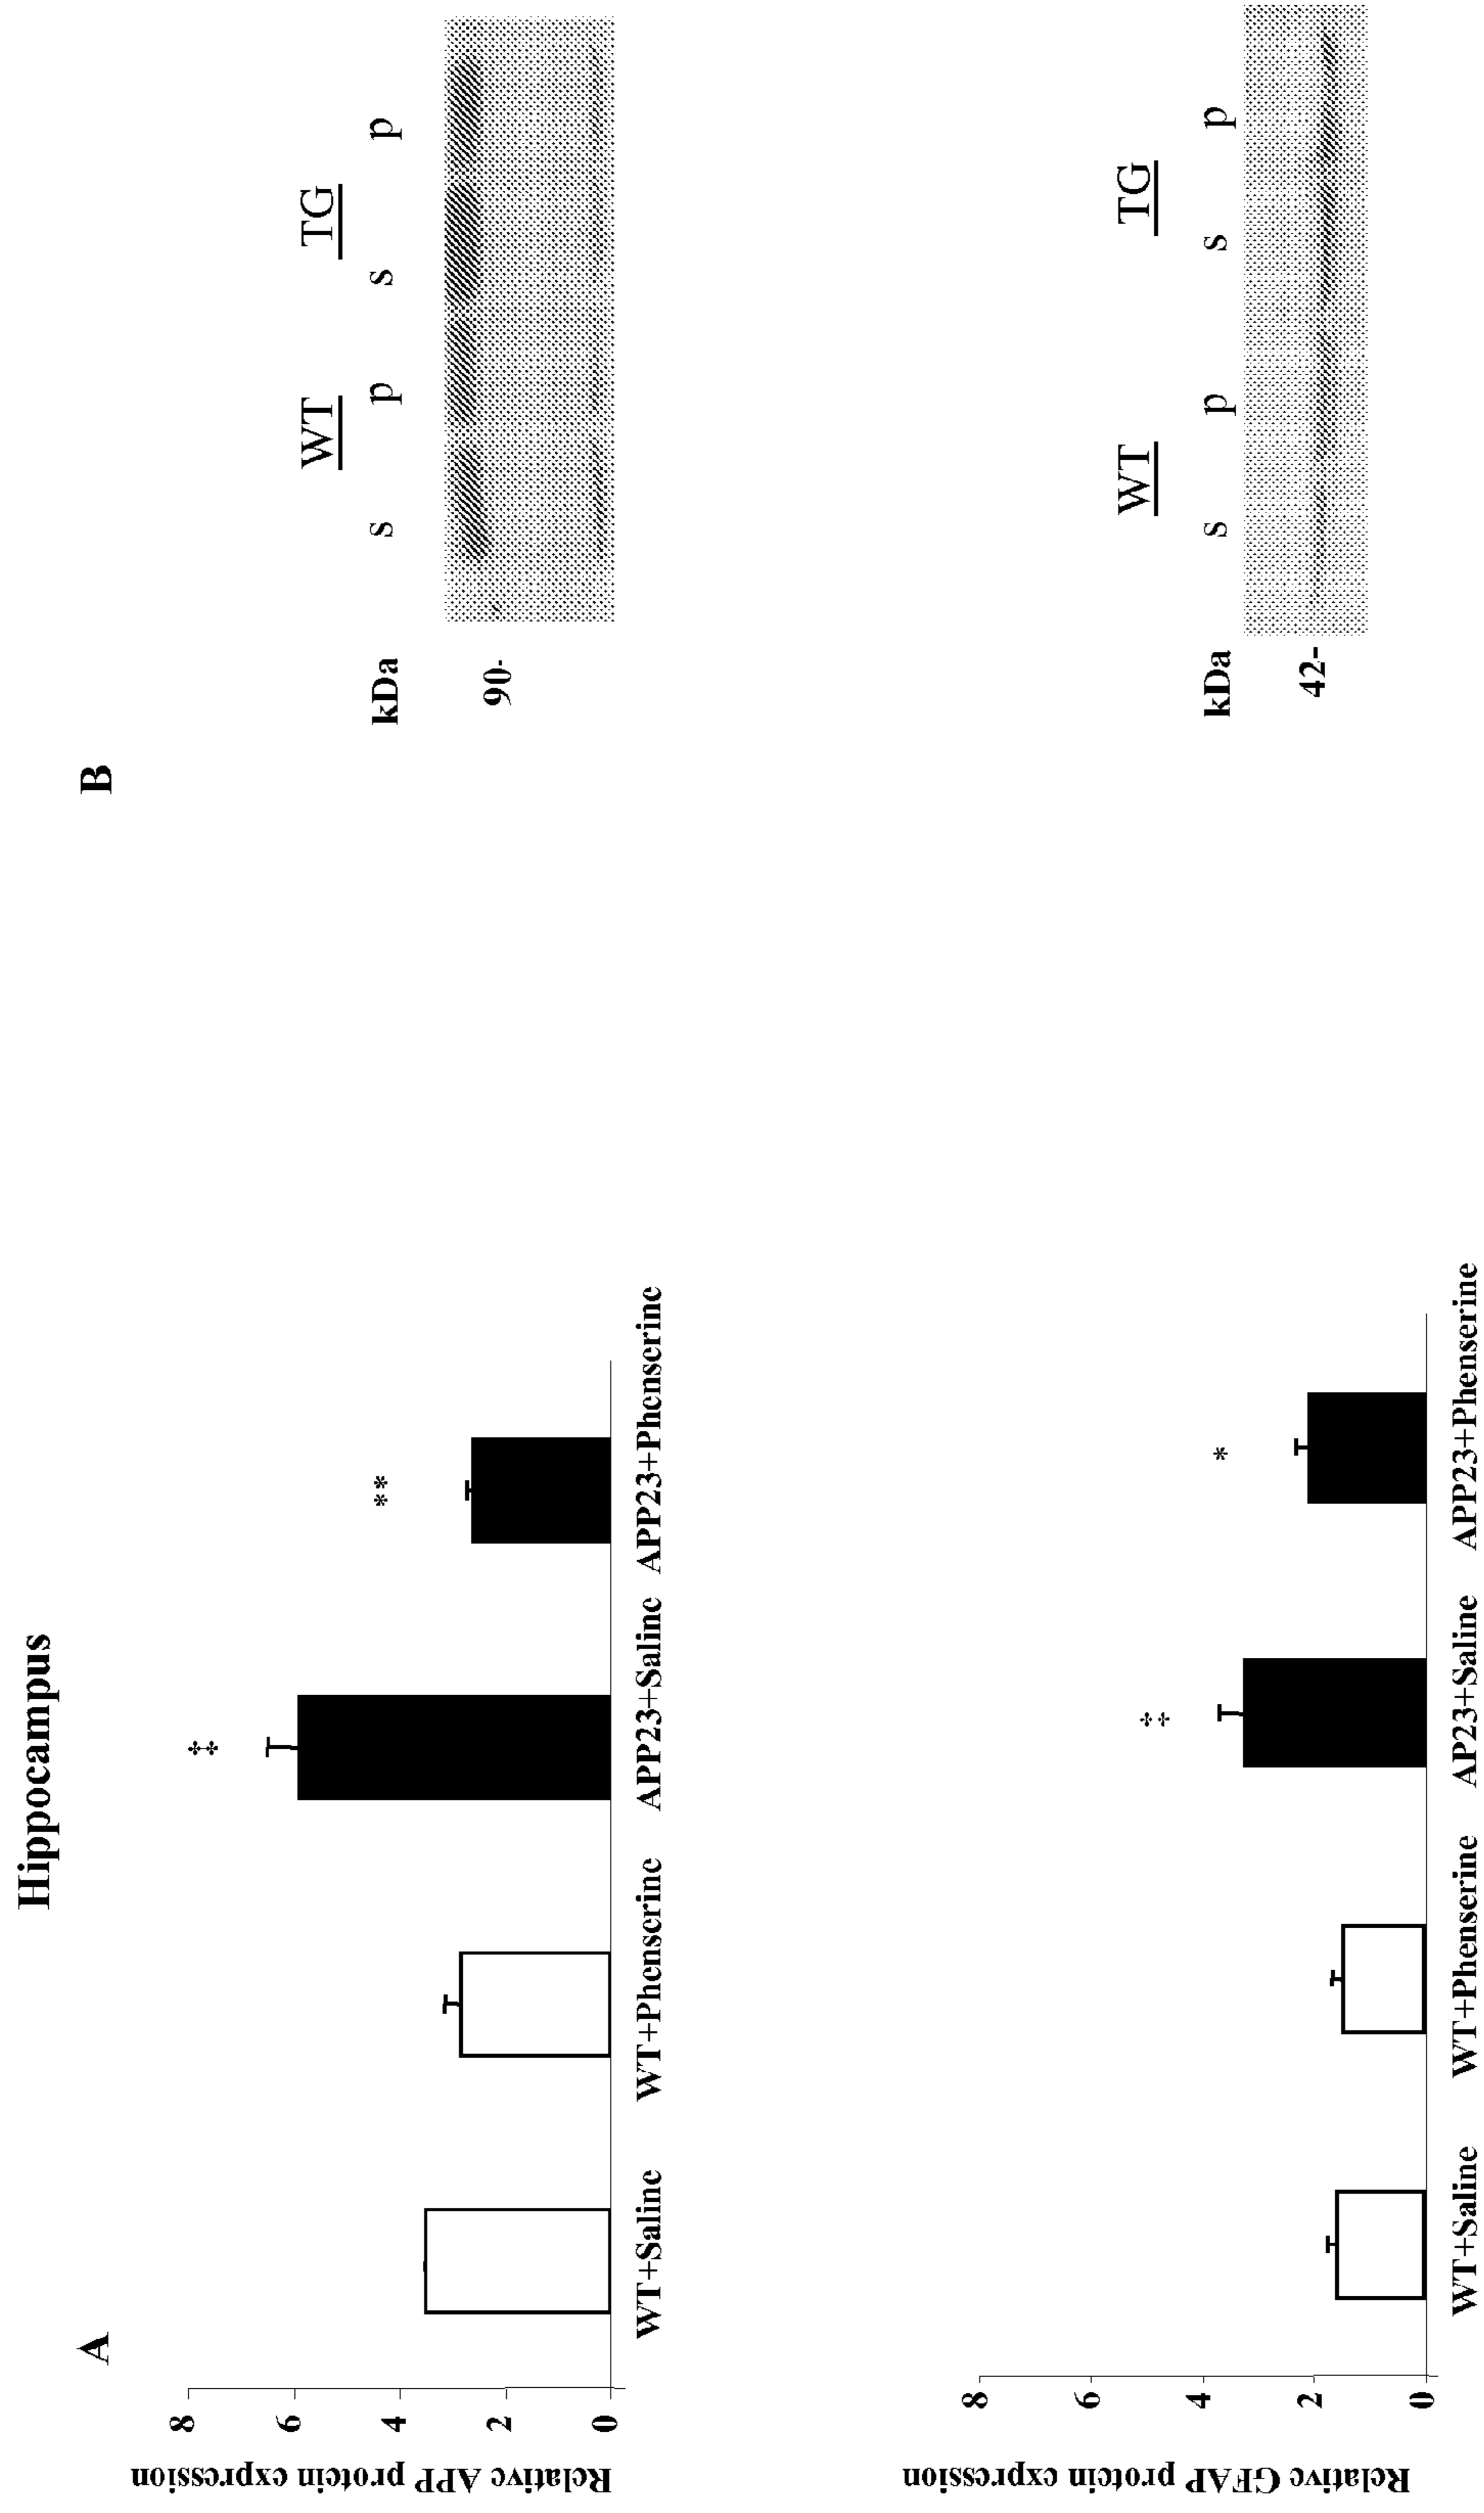 Hippocampus
A
B
Relative APP protein expression
8
6
4
2
0
‡
**
WT+Saline WT+Phenserine APP23+Saline APP23+Phenserine
WT TG
kDa s p s p
90-
Relative GFAP protein expression
8
6
4
2
0
‡
*
WT+Saline WT+Phenserine AP23+Saline APP23+Phenserine
WT TG
kDa s p s p
42-